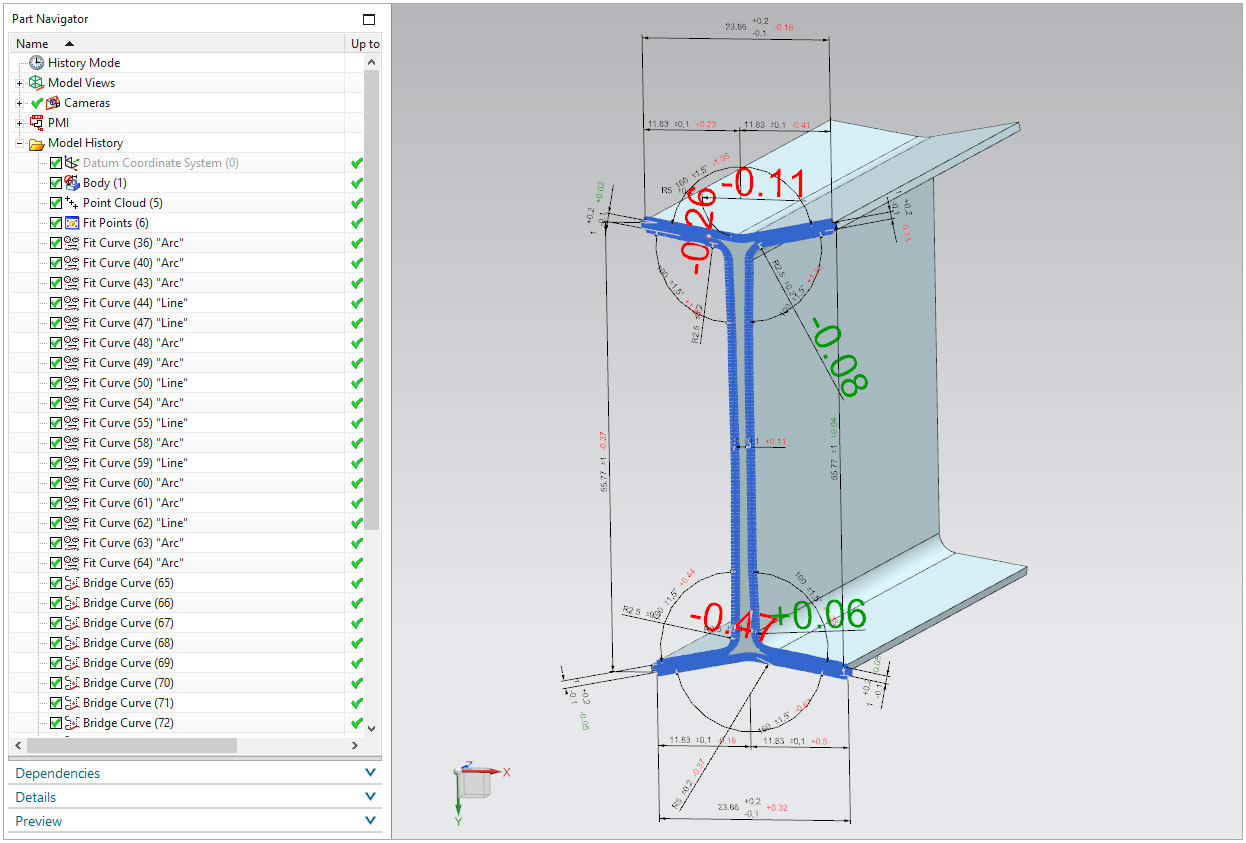 Part Navigator
Name
Up to
History Mode
Model Views
Cameras
PMI
Model History
Datum Coordinate System (0)
Body (1)
Point Cloud (5)
Fit Points (6)
Fit Curve (36) "Arc"
Fit Curve (40) "Arc"
Fit Curve (43) "Arc"
Fit Curve (44) "Line"
Fit Curve (47) "Line"
Fit Curve (48) "Arc"
Fit Curve (49) "Arc"
Fit Curve (50) "Line"
Fit Curve (54) "Arc"
Fit Curve (55) "Line"
Fit Curve (58) "Arc"
Fit Curve (59) "Line"
Fit Curve (60) "Arc"
Fit Curve (61) "Arc"
Fit Curve (62) "Line"
Fit Curve (63) "Arc"
Fit Curve (64) "Arc"
Bridge Curve (65)
Bridge Curve (66)
Bridge Curve (67)
Bridge Curve (68)
Bridge Curve (69)
Bridge Curve (70)
Bridge Curve (71)
Bridge Curve (72)
Dependencies
Details
Preview
23.66 +0,2 -0,1 -0.18
11.83 ±0,1 +0.23
11.83 ±0,1 -0.41
160 ±1,5° -1.06
R5
-0.11
-0.26
1 +0,2 -0,1 +0.02
1 +0,2 -0,1 -0.13
100 ±1,5°
R2.5
R2.5 ±0,2
-0.08
55.77 ±1 -0.37
1 +0.11
55.77 ±1 +0.04
±1,5° +0.44
100 ±1,5°
R2.5
-0.47
+0.06
1 +0,2 -0,1 -0.05
1 +0,2 -0,1
160 ±1,5°
11.83 ±0,1 -0.18
11.83 ±0,1 +0.5
R5 ±0,2 -0.37
23.66 +0,2 -0,1 +0.32
Z
X
Y